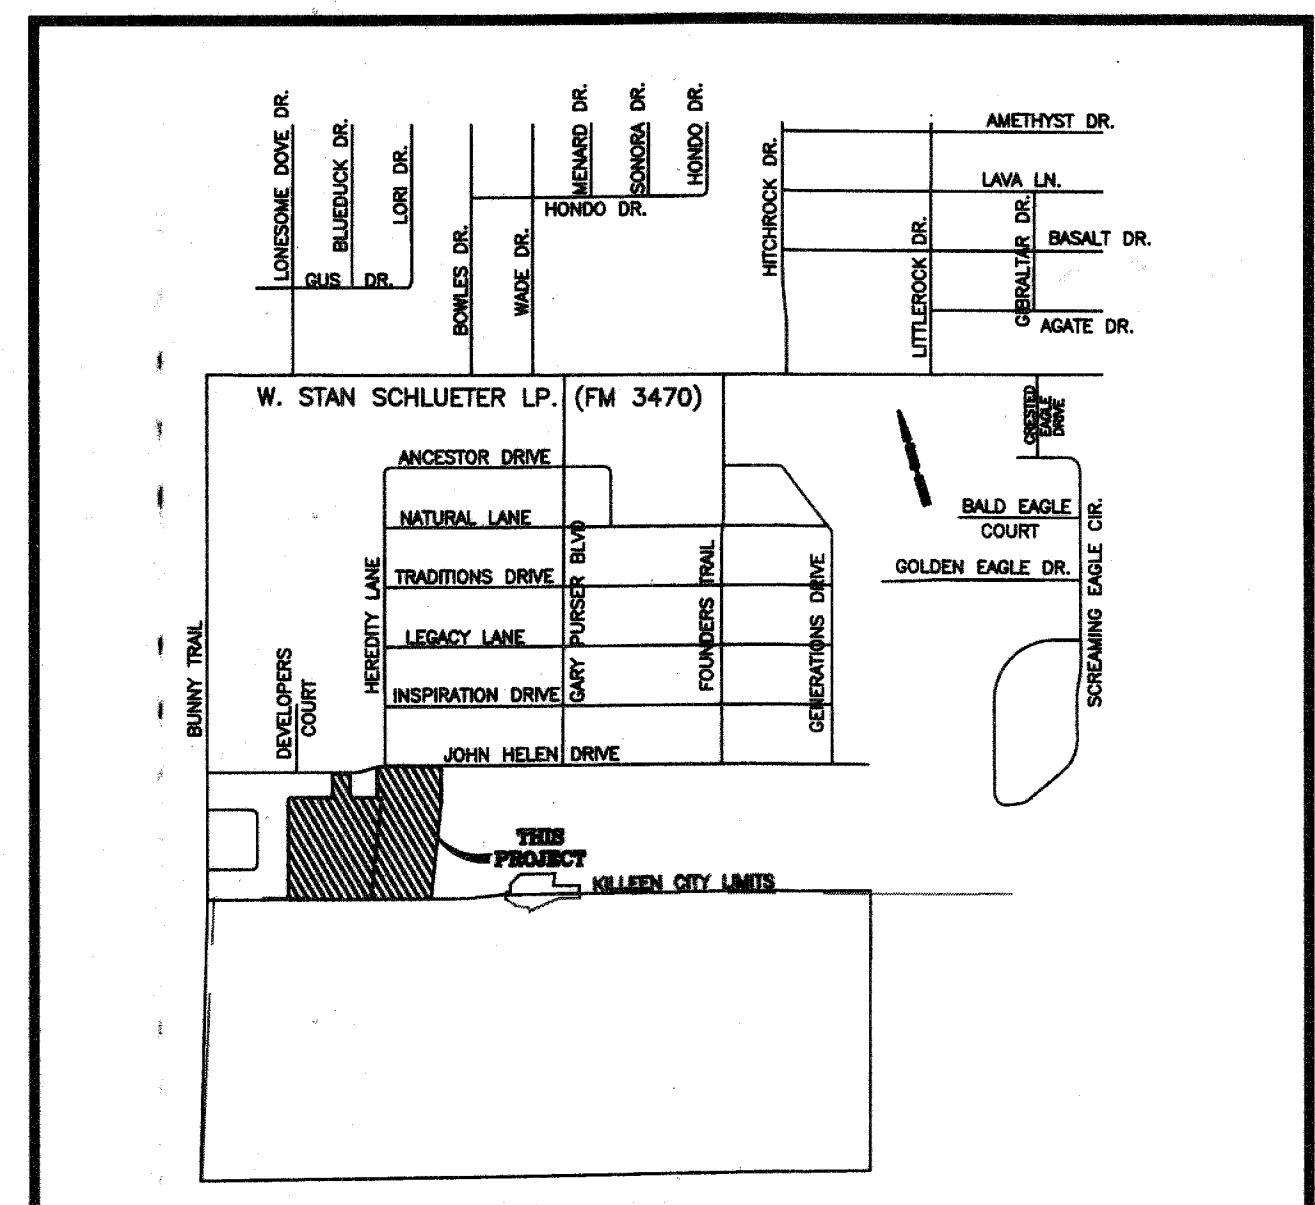 LONESOME DOVE DR.
BLUEDUCK DR.
LORI DR.
GUS DR.
BOWLES DR.
WADE DR.
MENARD DR.
SONORA DR.
HONDO DR.
HONDO DR.
HITCHROCK DR.
LITTLEROCK DR.
AMETHYST DR.
LAVA LN.
GIBRALTAR DR.
BASALT DR.
AGATE DR.
W. STAN SCHLUETER LP. (FM 3470)
CRESTED
EAGLE
DRIVE
ANCESTOR DRIVE
NATURAL LANE
TRADITIONS DRIVE
LEGACY LANE
INSPIRATION DRIVE
JOHN HELEN DRIVE
BUNNY TRAIL
DEVELOPERS
COURT
HEREDITY LANE
GARY PURSER BLVD
FOUNDERS TRAIL
GENERATIONS DRIVE
BALD EAGLE
COURT
GOLDEN EAGLE DR.
SCREAMING EAGLE CIR.
THIS
PROJECT
KILLEEN CITY LIMITS